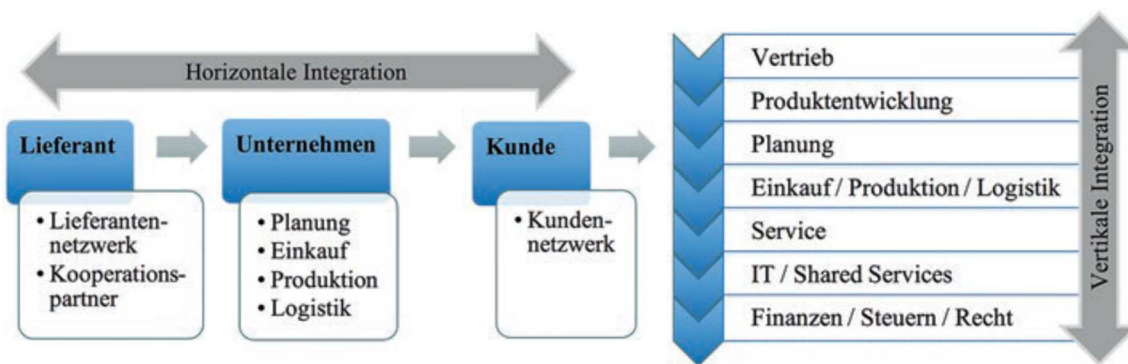 Horizontale Integration
Lieferant
• Lieferanten-
netzwerk
• Kooperations-
partner
Unternehmen
• Planung
• Einkauf
• Produktion
• Logistik
Kunde
• Kunden-
netzwerk
Vertrieb
Produktentwicklung
Planung
Einkauf / Produktion / Logistik
Service
IT / Shared Services
Finanzen / Steuern / Recht
Vertikale Integration